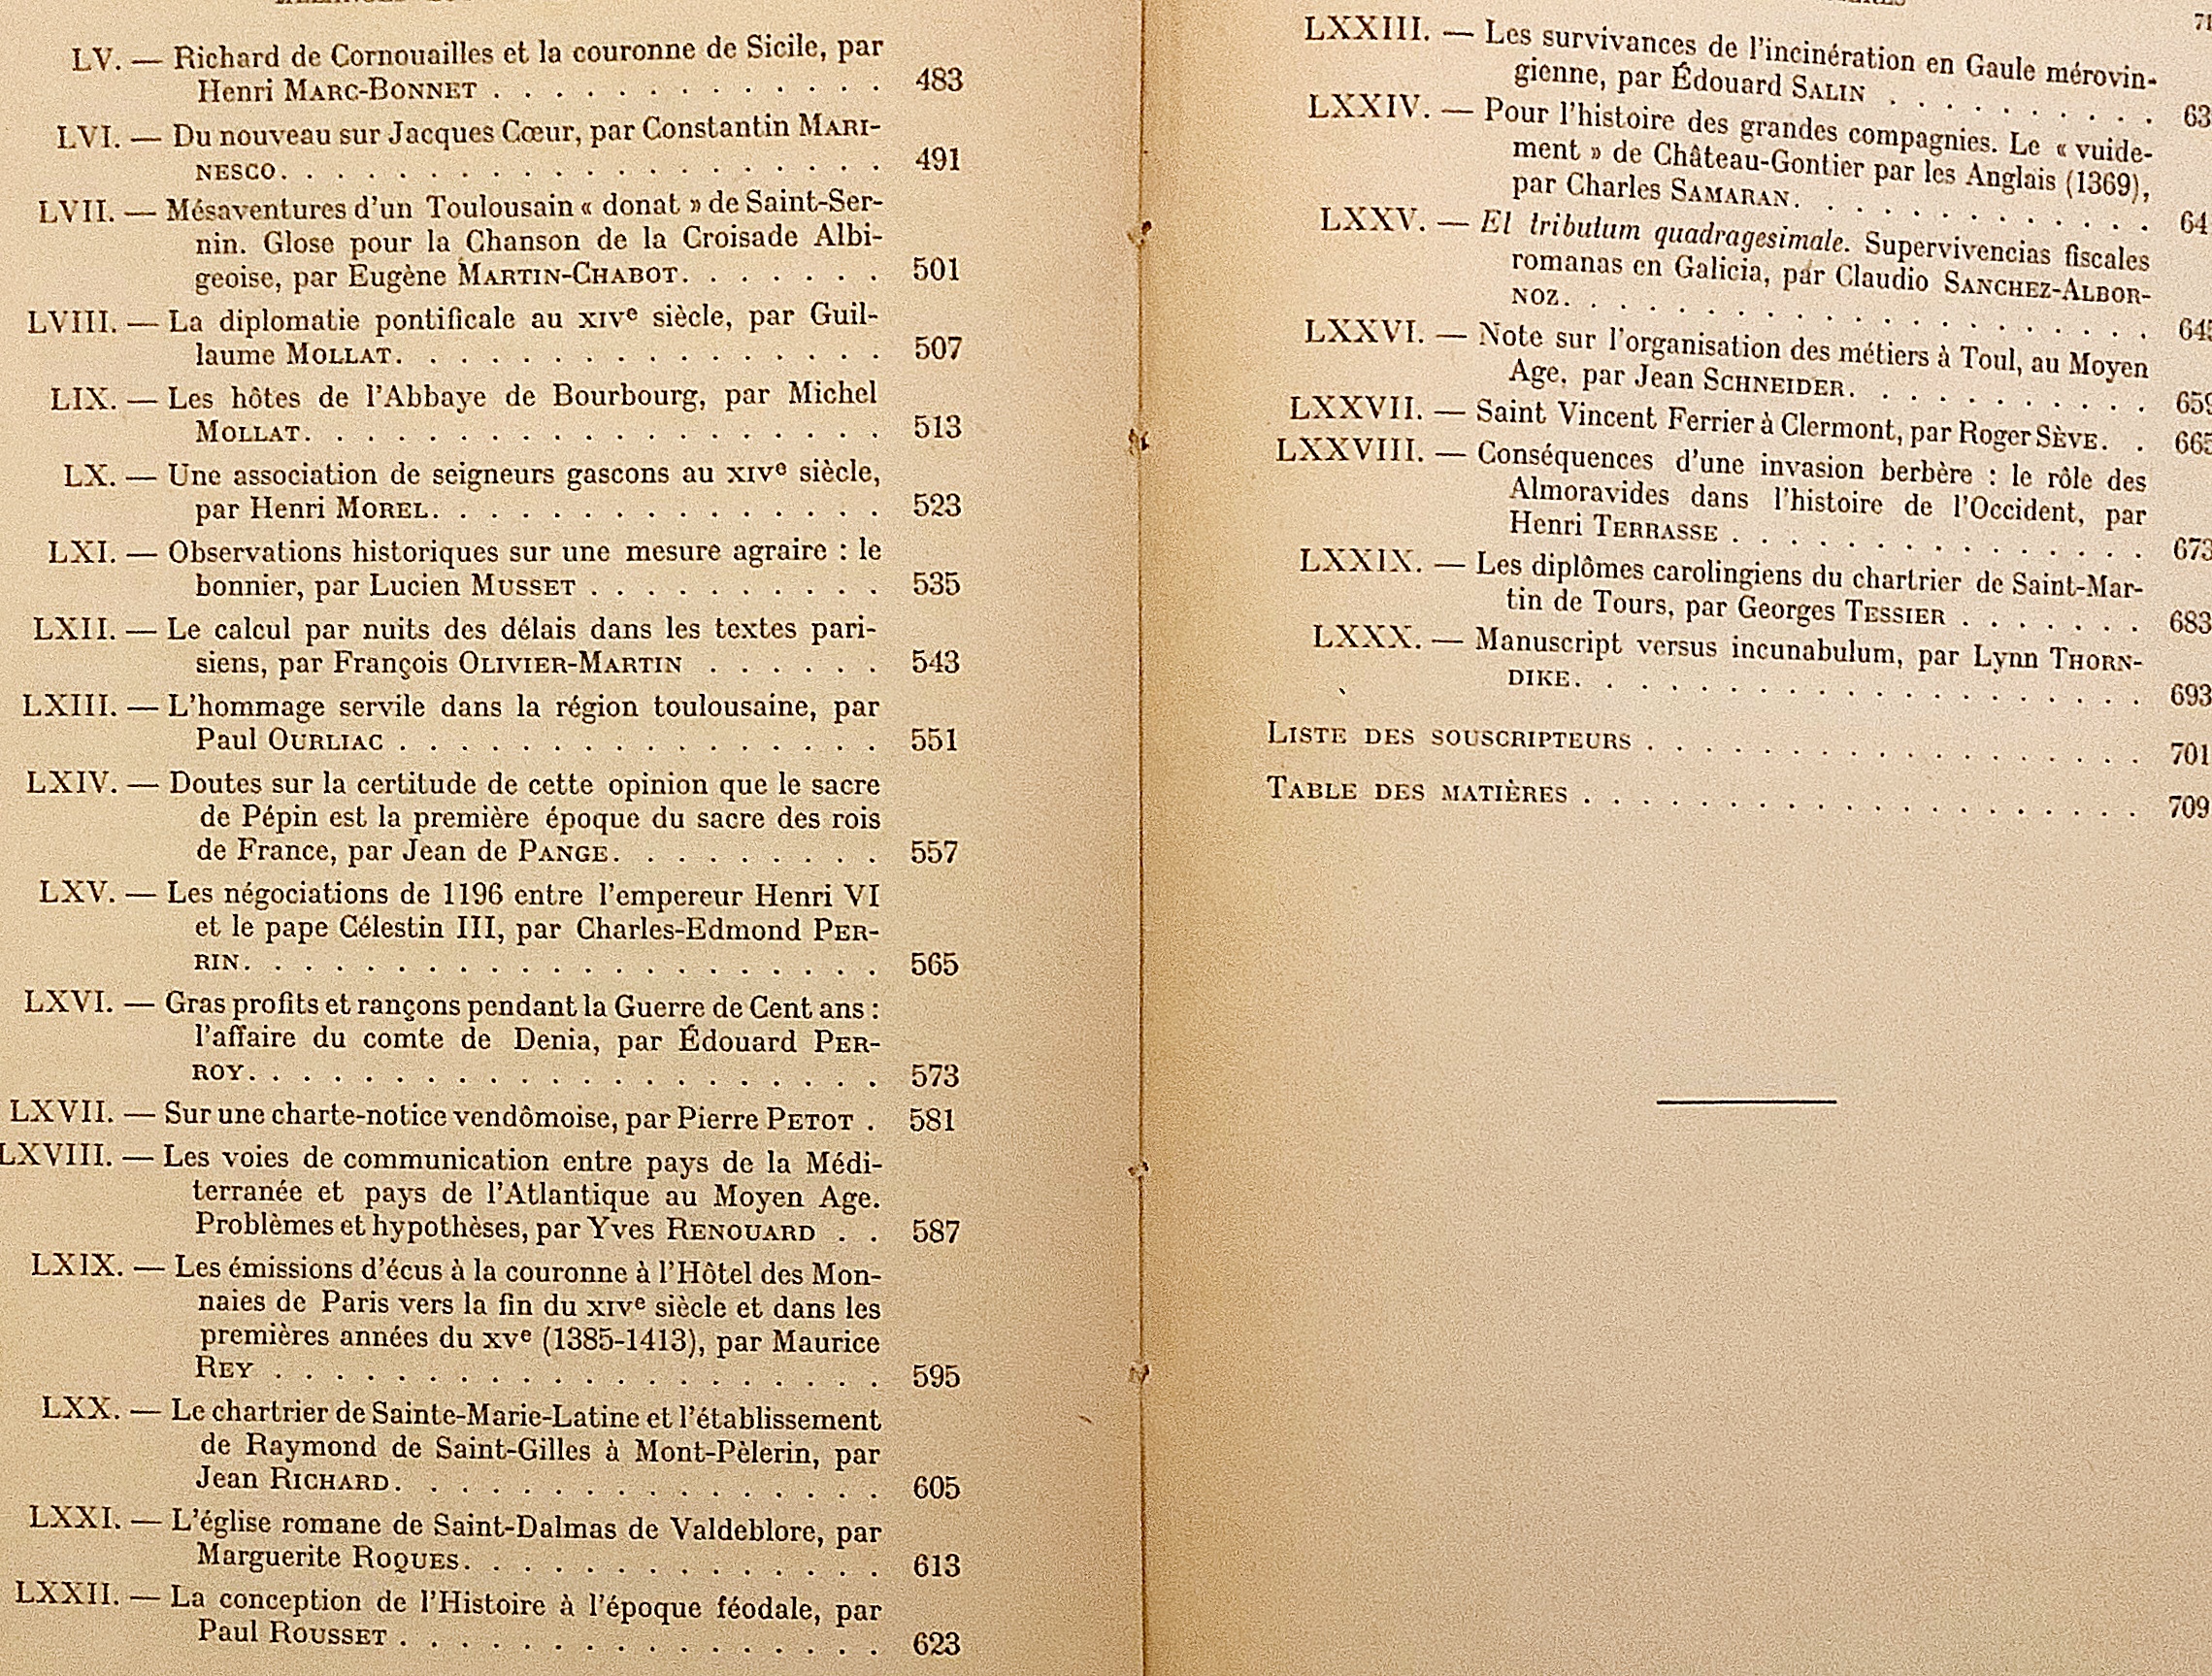 LV. — Richard de Cornouailles et la couronne de Sicile, par
Henri MARC-BONNET . . . . . . . . . . . . . 483
LVI. — Du nouveau sur Jacques Cœur, par Constantin MARI-
NESCO. . . . . . . . . . . . . . . . . . . . 491
LVII. — Mésaventures d'un Toulousain « donat » de Saint-Ser-
nin. Glose pour la Chanson de la Croisade Albi-
geoise, par Eugène MARTIN-CHABOT. . . . . . . 501
LVIII. — La diplomatie pontificale au XIVe siècle, par Guil-
laume MOLLAT. . . . . . . . . . . . . . . . 507
LIX. — Les hôtes de l'Abbaye de Bourbourg, par Michel
MOLLAT. . . . . . . . . . . . . . . . . . . 513
LX. — Une association de seigneurs gascons au XIVe siècle,
par Henri MOREL. . . . . . . . . . . . . . . 523
LXI. — Observations historiques sur une mesure agraire : le
bonnier, par Lucien MUSSET . . . . . . . . . . 535
LXII. — Le calcul par nuits des délais dans les textes pari-
siens, par François OLIVIER-MARTIN . . . . . . 543
LXIII. — L'hommage servile dans la région toulousaine, par
Paul OURLIAC . . . . . . . . . . . . . . . . 551
LXIV. — Doutes sur la certitude de cette opinion que le sacre
de Pépin est la première époque du sacre des rois
de France, par Jean de PANGE. . . . . . . . . 557
LXV. — Les négociations de 1196 entre l'empereur Henri VI
et le pape Célestin III, par Charles-Edmond PER-
RIN. . . . . . . . . . . . . . . . . . . . . 565
LXVI. — Gras profits et rançons pendant la Guerre de Cent ans :
l'affaire du comte de Denia, par Édouard PER-
ROY. . . . . . . . . . . . . . . . . . . . . 573
LXVII. — Sur une charte-notice vendômoise, par Pierre PETOT . 581
LXVIII. — Les voies de communication entre pays de la Médi-
terranée et pays de l'Atlantique au Moyen Age.
Problèmes et hypothèses, par Yves RENOUARD . . 587
LXIX. — Les émissions d'écus à la couronne à l'Hôtel des Mon-
naies de Paris vers la fin du XIVe siècle et dans les
premières années du XVe (1385-1413), par Maurice
REY . . . . . . . . . . . . . . . . . . . . 595
LXX. — Le chartrier de Sainte-Marie-Latine et l'établissement
de Raymond de Saint-Gilles à Mont-Pèlerin, par
Jean RICHARD. . . . . . . . . . . . . . . . 605
LXXI. — L'église romane de Saint-Dalmas de Valdeblore, par
Marguerite ROQUES. . . . . . . . . . . . . . 613
LXXII. — La conception de l'Histoire à l'époque féodale, par
Paul ROUSSET . . . . . . . . . . . . . . . . 623
LXXIII. — Les survivances de l'incinération en Gaule mérovin-
gienne, par Édouard SALIN . . . . . . . . . 63
LXXIV. — Pour l'histoire des grandes compagnies. Le « vuide-
ment » de Château-Gontier par les Anglais (1369),
par Charles SAMARAN. . . . . . . . . . . . . 64
LXXV. — El tributum quadragesimale. Supervivencias fiscales
romanas en Galicia, par Claudio SANCHEZ-ALBOR-
NOZ. . . . . . . . . . . . . . . . . . . . . 645
LXXVI. — Note sur l'organisation des métiers à Toul, au Moyen
Age, par Jean SCHNEIDER. . . . . . . . . . . 659
LXXVII. — Saint Vincent Ferrier à Clermont, par Roger SÈVE. . 665
LXXVIII. — Conséquences d'une invasion berbère : le rôle des
Almoravides dans l'histoire de l'Occident, par
Henri TERRASSE . . . . . . . . . . . . . . . 673
LXXIX. — Les diplômes carolingiens du chartrier de Saint-Mar-
tin de Tours, par Georges TESSIER . . . . . . . 683
LXXX. — Manuscript versus incunabulum, par Lynn THORN-
DIKE. . . . . . . . . . . . . . . . . . . . 693
LISTE DES SOUSCRIPTEURS . . . . . . . . . . . . . . . . . 701
TABLE DES MATIÈRES . . . . . . . . . . . . . . . . . . . 709